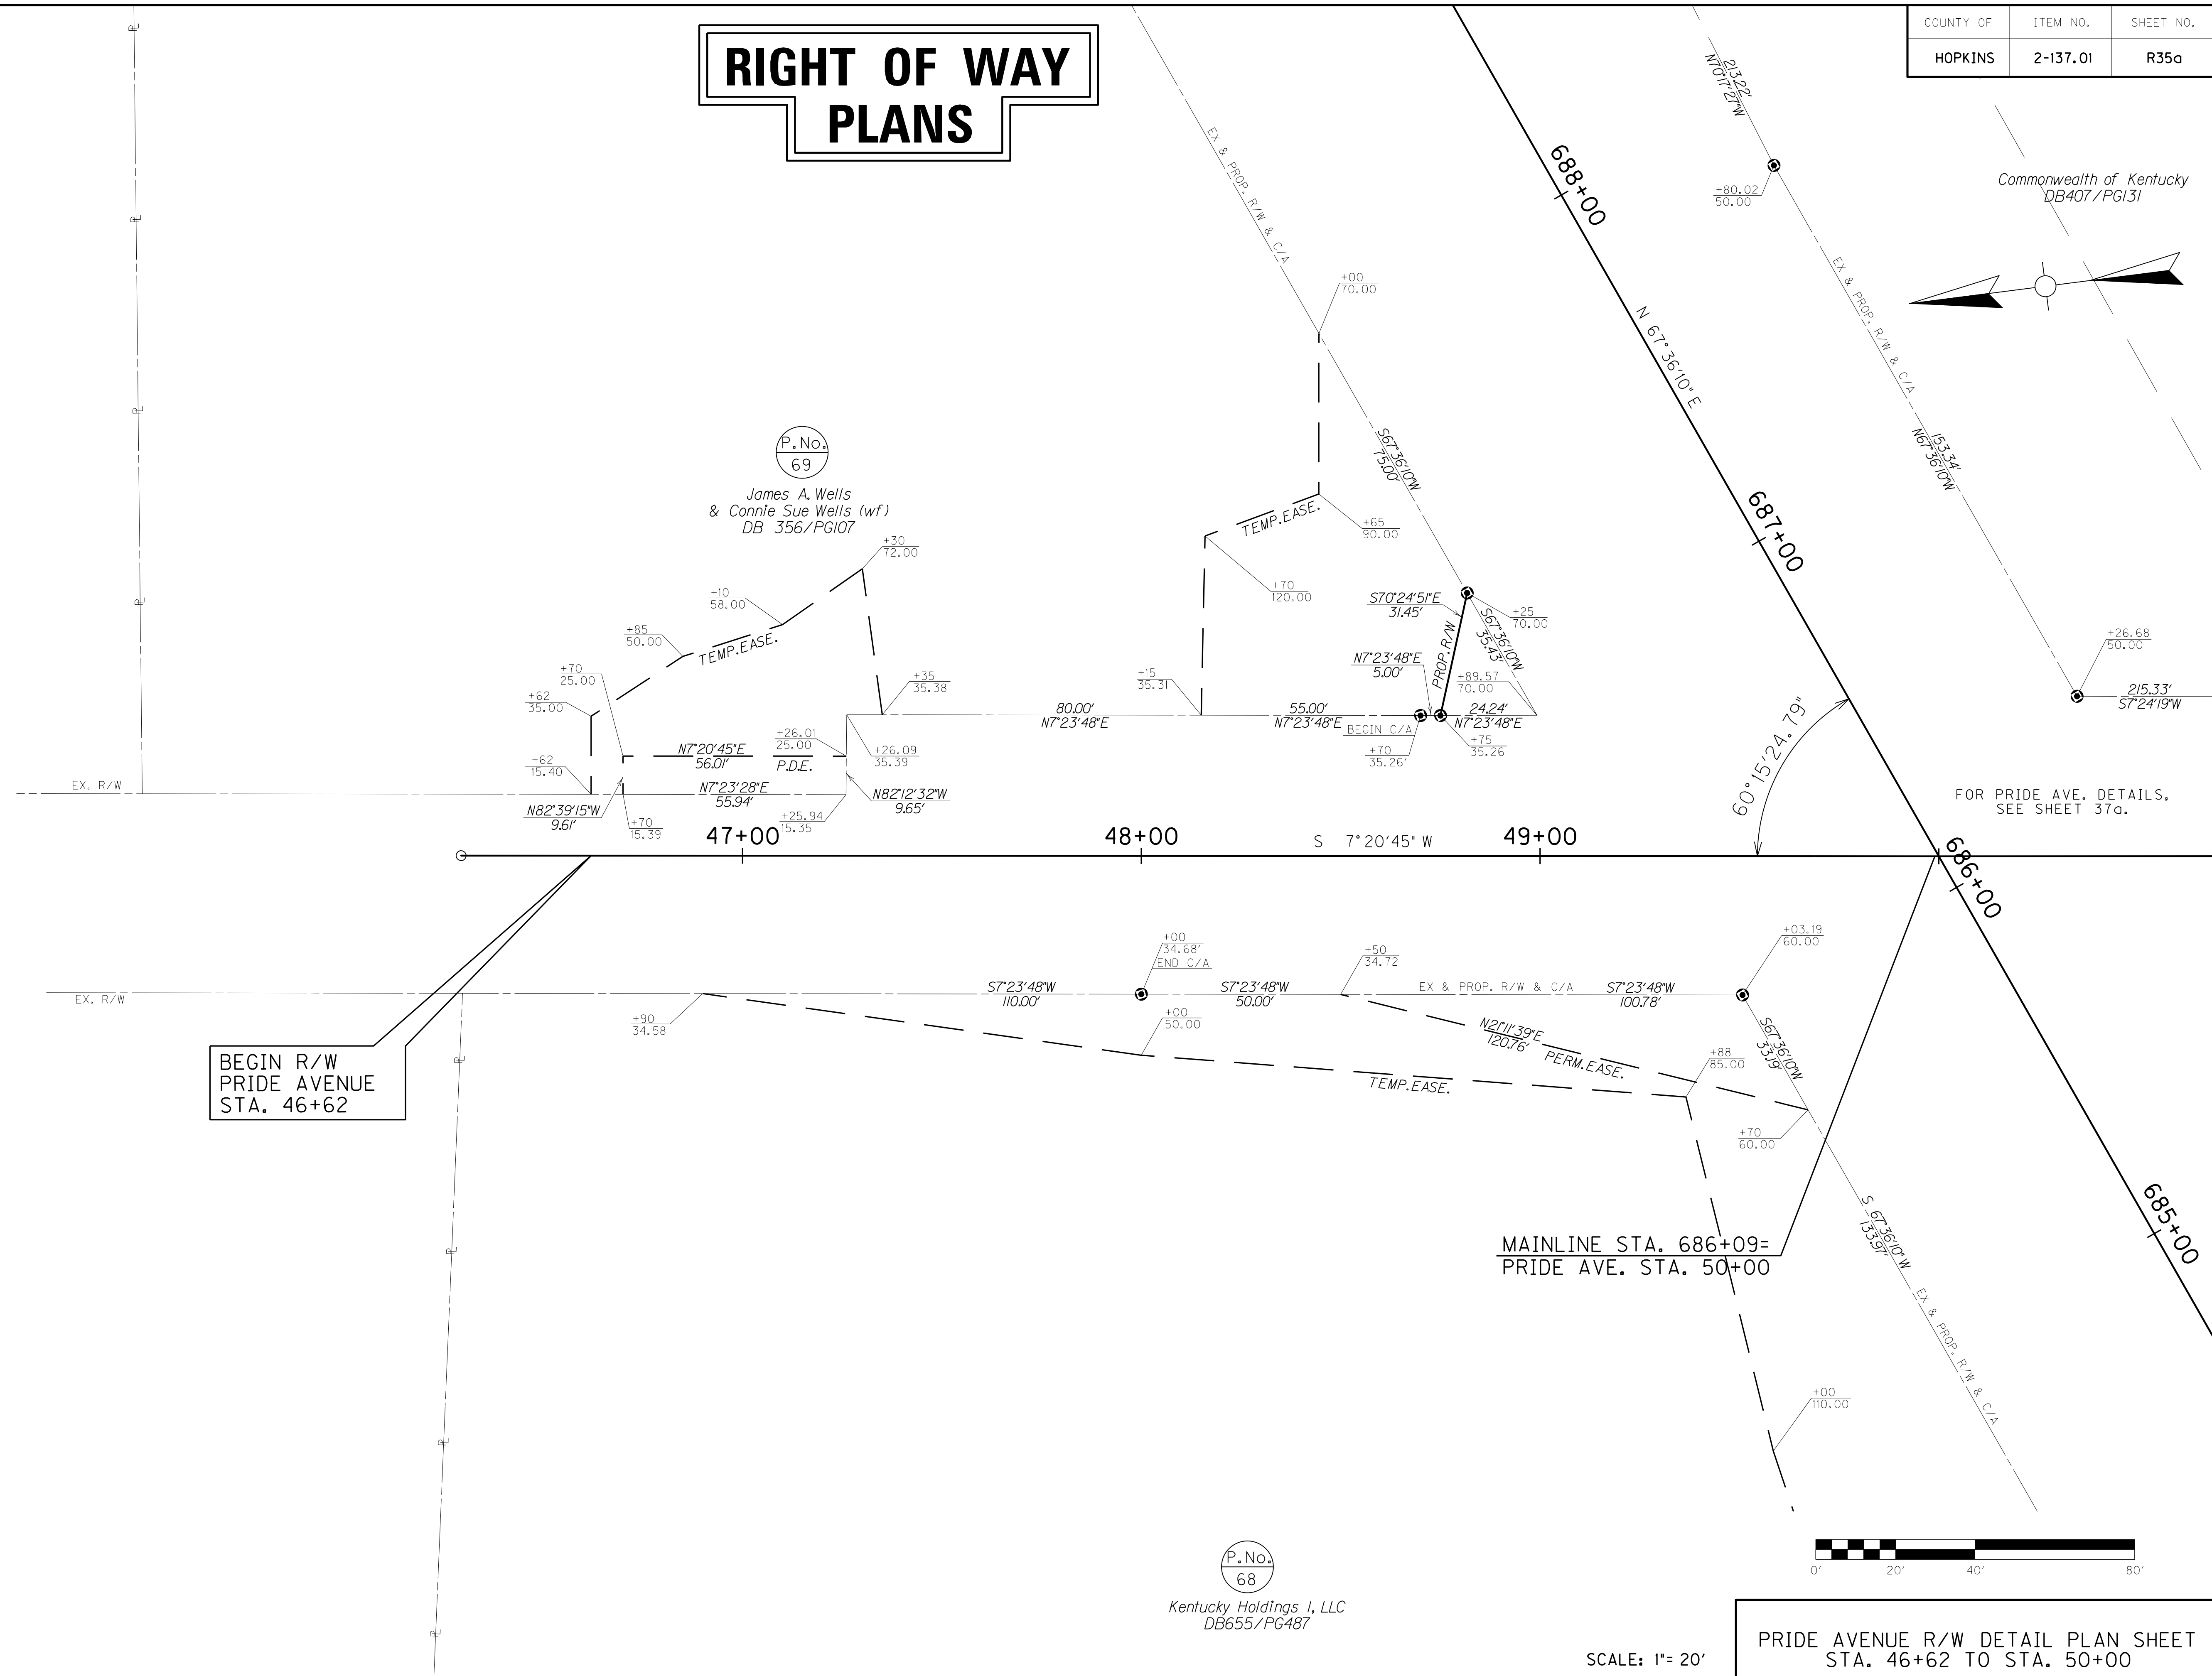 RIGHT OF WAY
PLANS
COUNTY OF
ITEM NO.
SHEET NO.
HOPKINS
2-137.01
R35a
213.22'
N70°17'27"W
+80.02
50.00
Commonwealth of Kentucky
DB407/PG131
EX & PROP. R/W & C/A
688+00
EX & PROP. R/W & C/A
N 67°36'10" E
+00
70.00
S67°36'10"W
75.00'
153.34'
N67°36'10"W
P.No.
69
James A. Wells
& Connie Sue Wells (wf)
DB 356/PG107
687+00
TEMP.EASE.
+65
90.00
+30
72.00
+10
58.00
+70
120.00
S70°24'51"E
31.45'
+25
70.00
S67°36'10"W
35.43'
PROP.R/W
+85
50.00
TEMP.EASE.
+26.68
50.00
N7°23'48"E
5.00'
+70
25.00
+35
35.38
+15
35.31
+89.57
70.00
215.33'
S7°24'19"W
+62
35.00
80.00'
N7°23'48"E
55.00'
N7°23'48"E
24.24'
N7°23'48"E
BEGIN C/A
+70
35.26'
+75
35.26
+26.01
25.00
+26.09
35.39
N7°20'45"E
56.01'
P.D.E.
+62
15.40
60°15'24.79"
EX. R/W
N7°23'28"E
55.94'
N82°12'32"W
9.65'
N82°39'15"W
9.61'
+70
15.39
+25.94
15.35
FOR PRIDE AVE. DETAILS,
SEE SHEET 37a.
47+00
48+00
S 7°20'45" W
49+00
686+00
+00
34.68'
END C/A
+50
34.72
+03.19
60.00
EX. R/W
S7°23'48"W
110.00'
S7°23'48"W
50.00'
EX & PROP. R/W & C/A
S7°23'48"W
100.78'
+90
34.58
+00
50.00
N21°11'39"E
120.76'
PERM.EASE.
S67°36'10"W
33.19'
+88
85.00
TEMP.EASE.
BEGIN R/W
PRIDE AVENUE
STA. 46+62
+70
60.00
685+00
S 67°36'10" W
133.97'
MAINLINE STA. 686+09=
PRIDE AVE. STA. 50+00
EX & PROP. R/W & C/A
+00
110.00
PL
PL
PL
PL
PL
PL
PL
PL
0'
20'
40'
80'
P.No.
68
Kentucky Holdings I, LLC
DB655/PG487
SCALE: 1"= 20'
PRIDE AVENUE R/W DETAIL PLAN SHEET
STA. 46+62 TO STA. 50+00